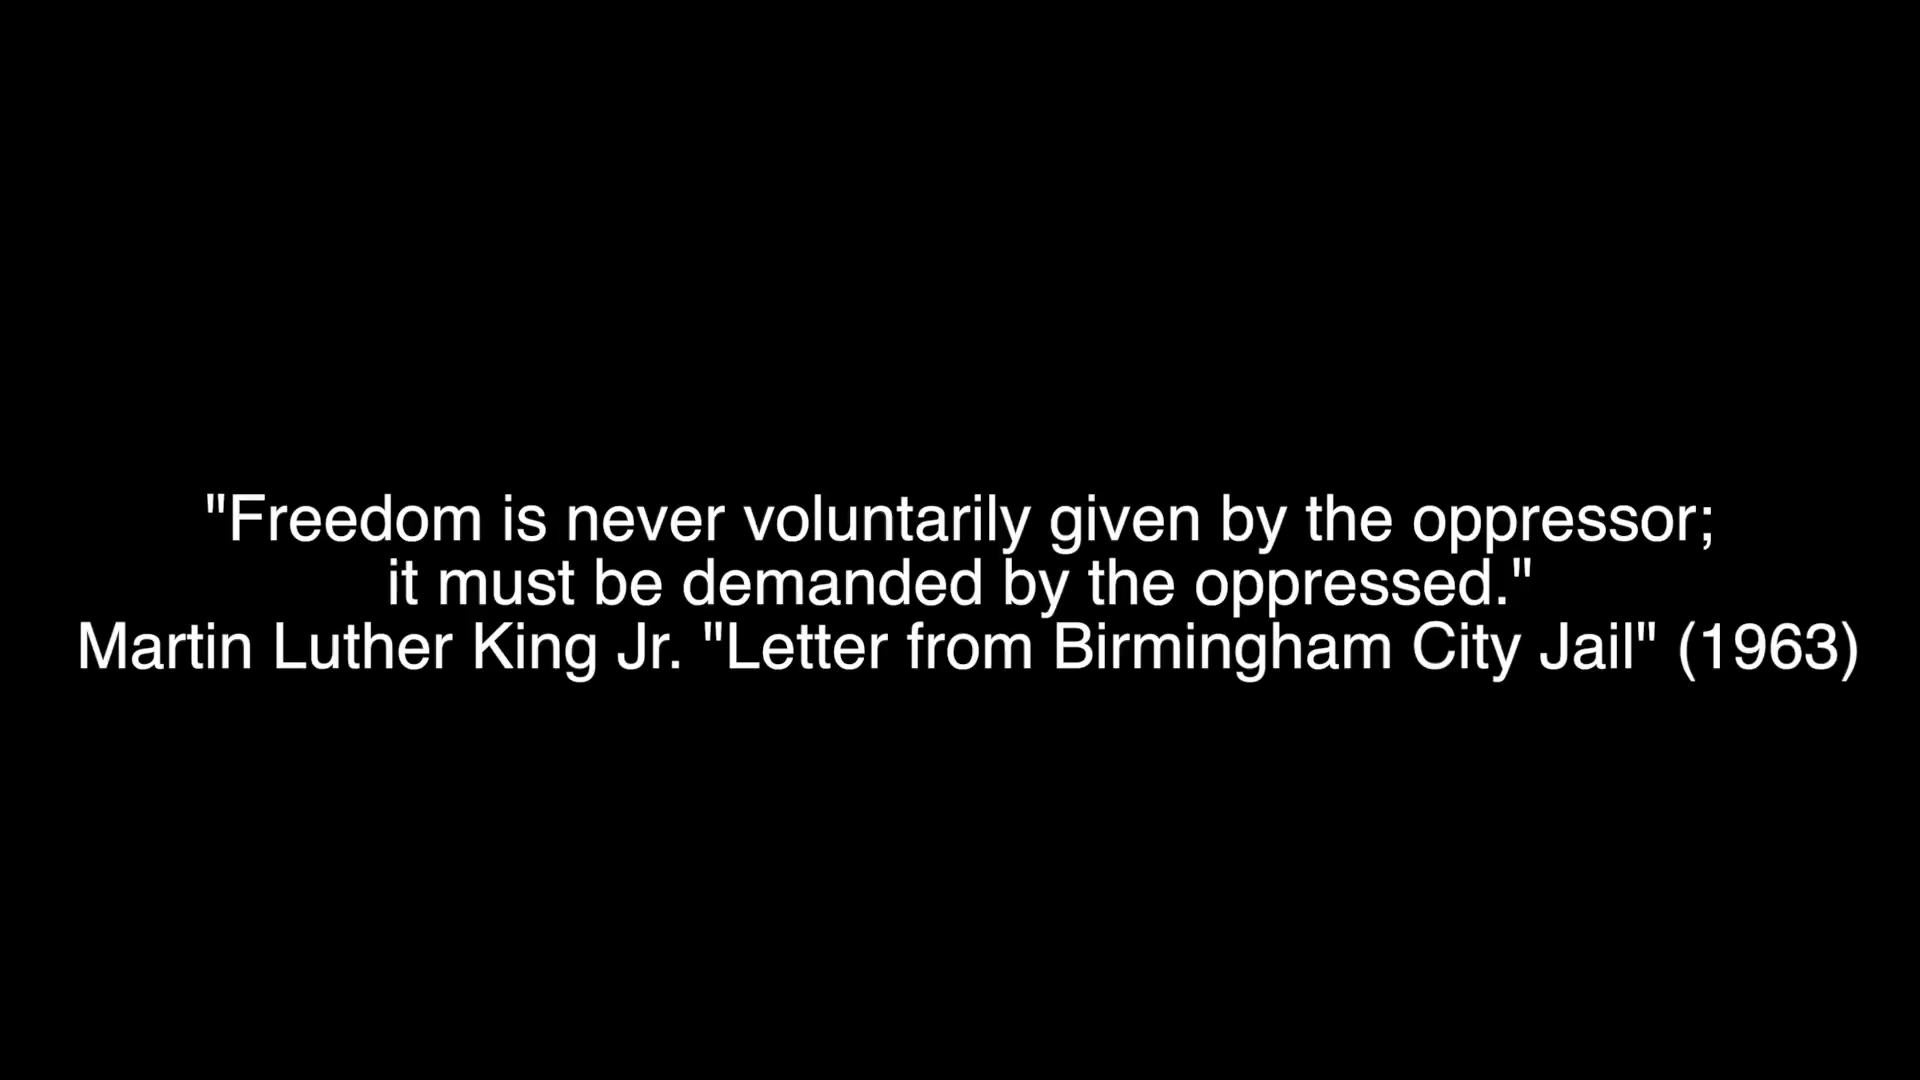 "Freedom is never voluntarily given by the oppressor;
it must be demanded by the oppressed."
Martin Luther King Jr. "Letter from Birmingham City Jail" (1963)